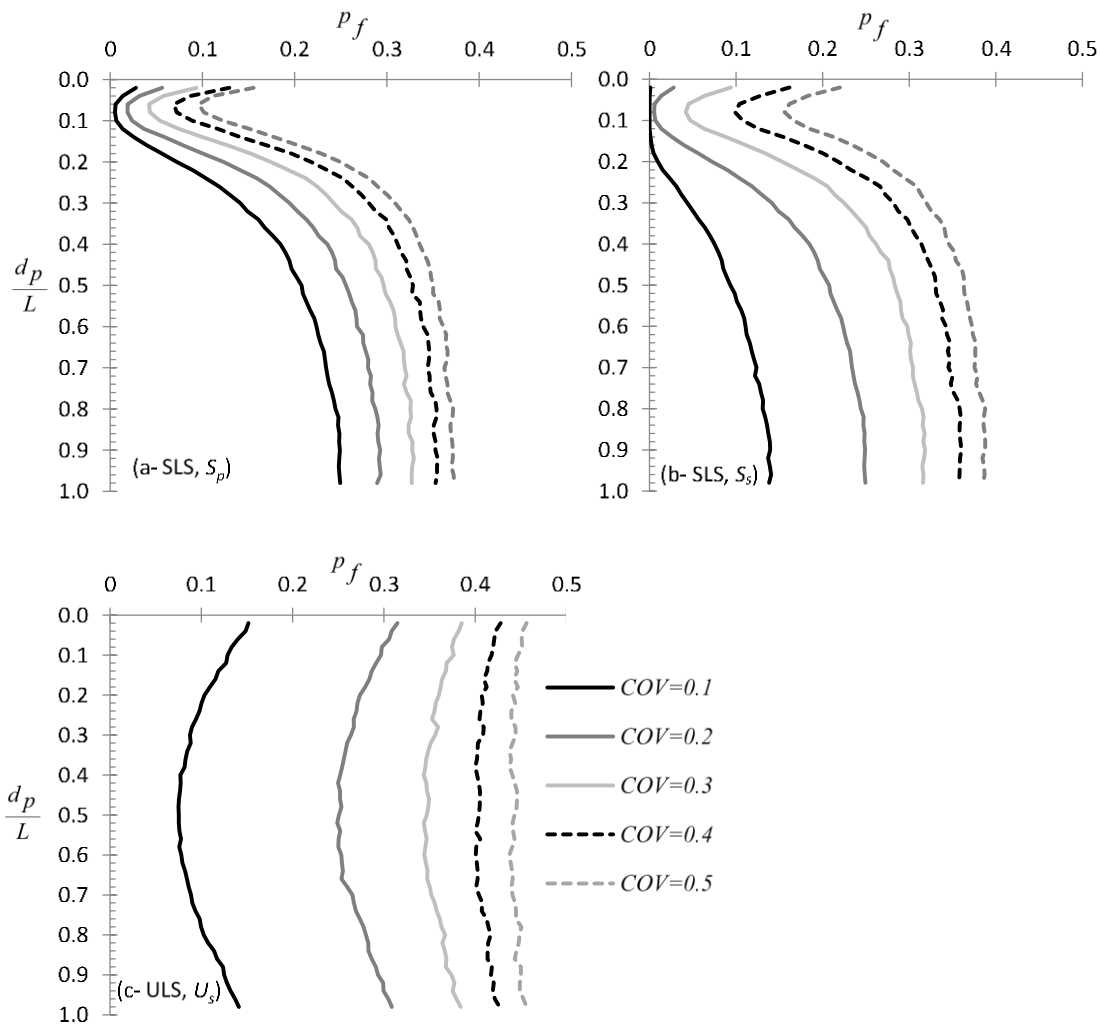 p f
0 0.1 0.2 0.3 0.4 0.5
0.0
0.1
0.2
0.3
0.4
0.5
0.6
0.7
0.8
0.9
1.0
d p
L
(a- SLS, Sp)
p f
0 0.1 0.2 0.3 0.4 0.5
0.0
0.1
0.2
0.3
0.4
0.5
0.6
0.7
0.8
0.9
1.0
d p
L
(b- SLS, Ss)
p f
0 0.1 0.2 0.3 0.4 0.5
0.0
0.1
0.2
0.3
0.4
0.5
0.6
0.7
0.8
0.9
1.0
d p
L
(c- ULS, Us)
COV=0.1
COV=0.2
COV=0.3
COV=0.4
COV=0.5